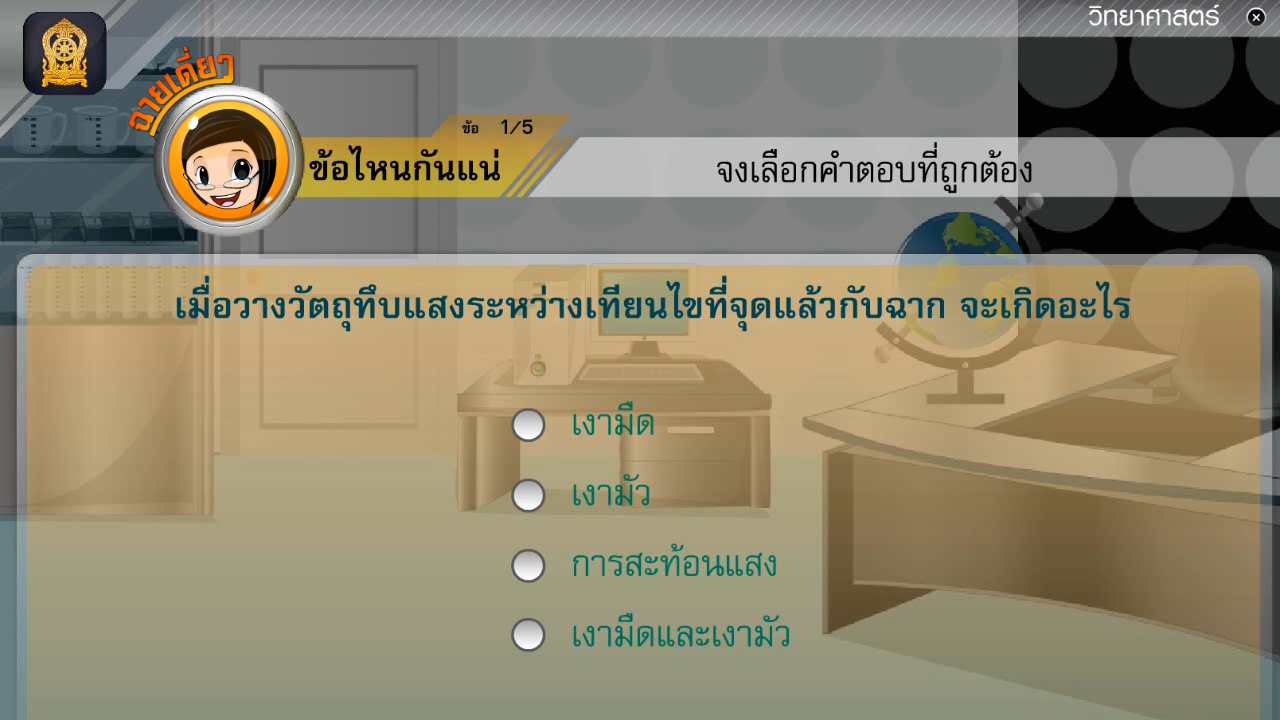 วิทยาศาสตร์
ฉายเดี่ยว
ข้อ 1/5
ข้อไหนกันแน่
จงเลือกคำตอบที่ถูกต้อง
เมื่อวางวัตถุทึบแสงระหว่างเทียนไขที่จุดแล้วกับฉาก จะเกิดอะไร
เงามืด
เงามัว
การสะท้อนแสง
เงามืดและเงามัว